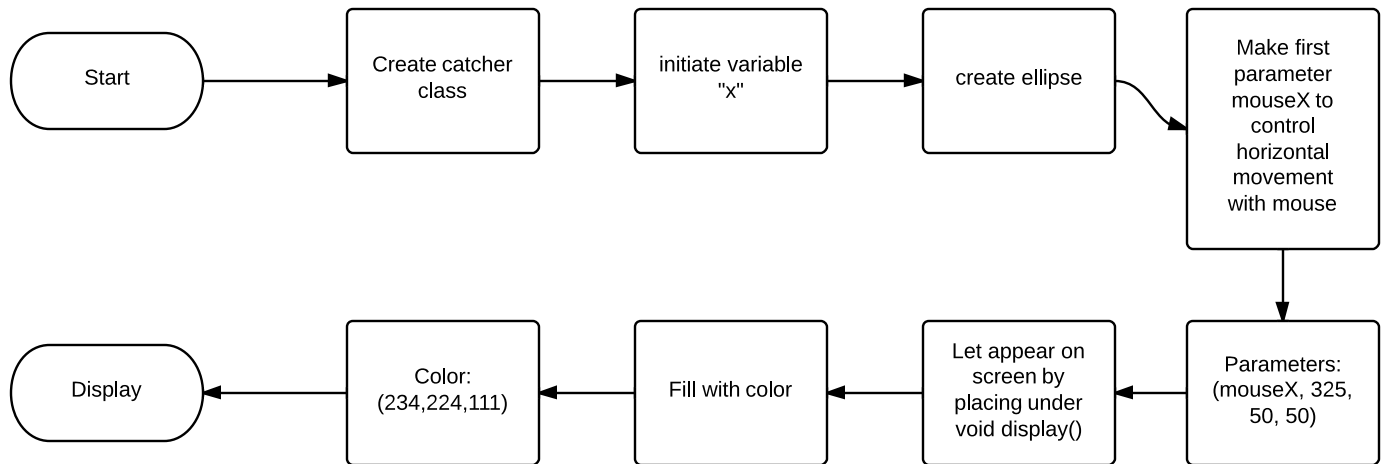 Start
Create catcher
class
initiate variable
"x"
create ellipse
Make first
parameter
mouseX to
control
horizontal
movement
with mouse
Parameters:
(mouseX, 325,
50, 50)
Let appear on
screen by
placing under
void display()
Fill with color
Color:
(234,224,111)
Display